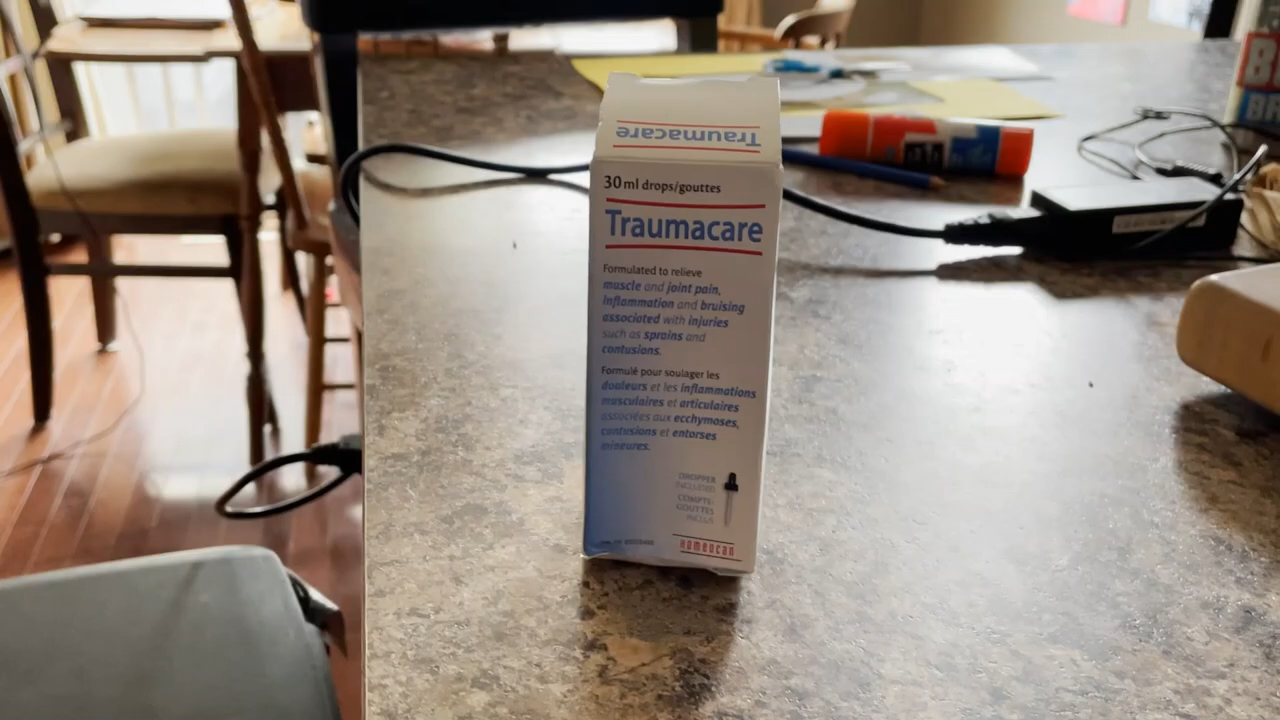 Traumacare
30 ml drops/gouttes
Traumacare
Formulated to relieve
muscle and joint pain,
inflammation and bruising
associated with injuries
such as sprains and
contusions.
Formulé pour soulager les
douleurs et les inflammations
musculaires et articulaires
associées aux ecchymoses,
contusions et entorses
mineures.
DROPPER
INCLUDED
COMPTE-
GOUTTES
INCLUS
HOMEOCAN